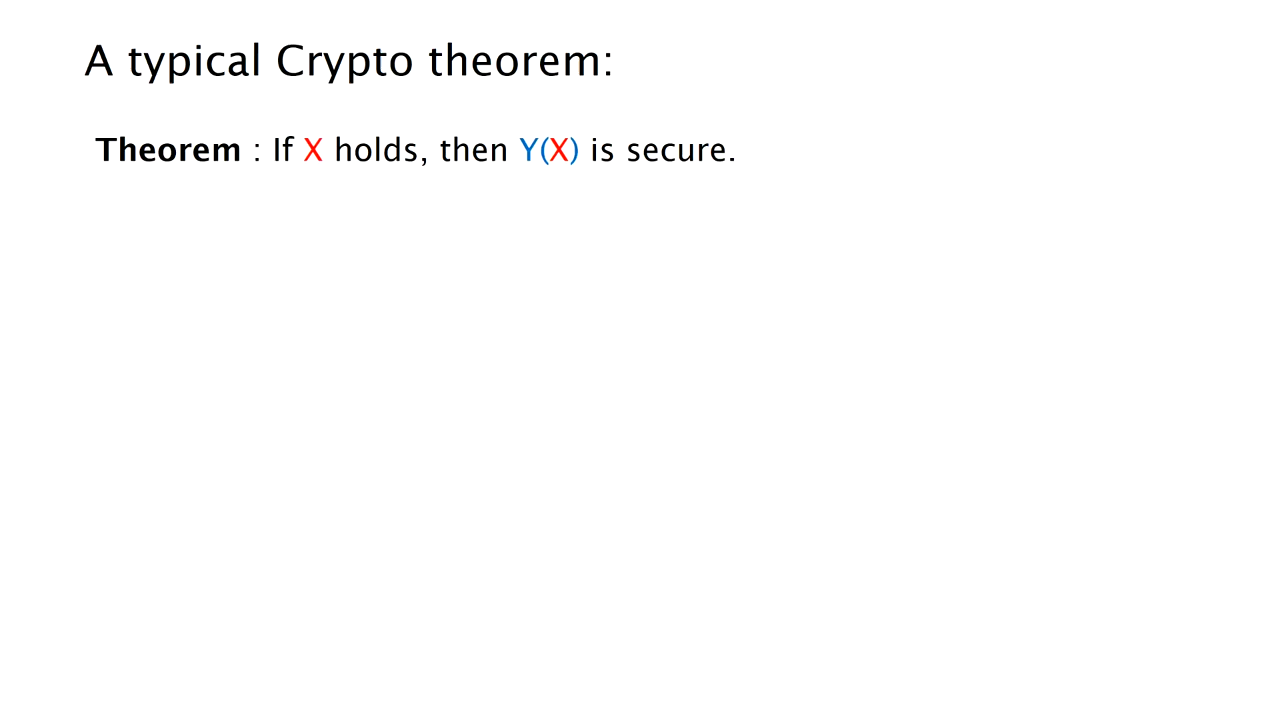 A typical Crypto theorem:
Theorem : If X holds, then Y(X) is secure.